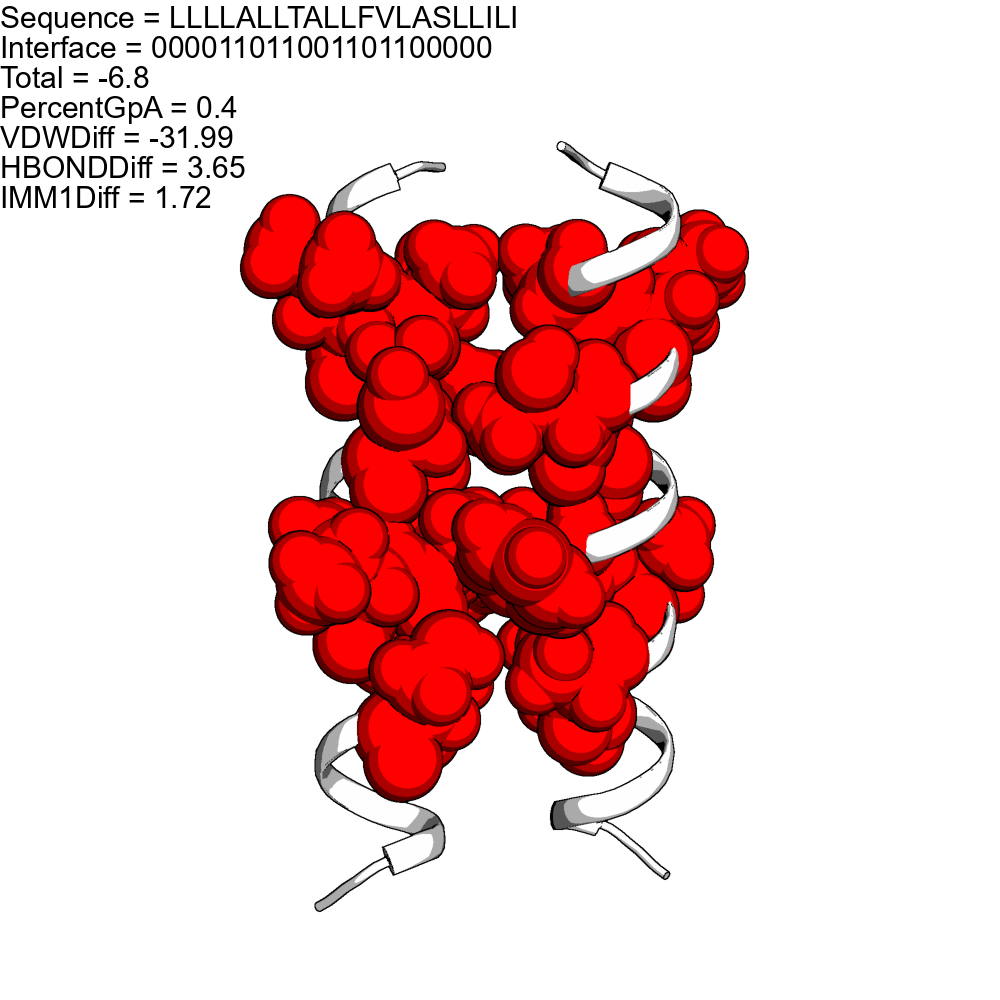 Sequence = LLLLALLTALLFVLASLLILI
Interface = 000011011001101100000
Total = -6.8
PercentGpA = 0.4
VDWDiff = -31.99
HBONDDiff = 3.65
IMM1Diff = 1.72